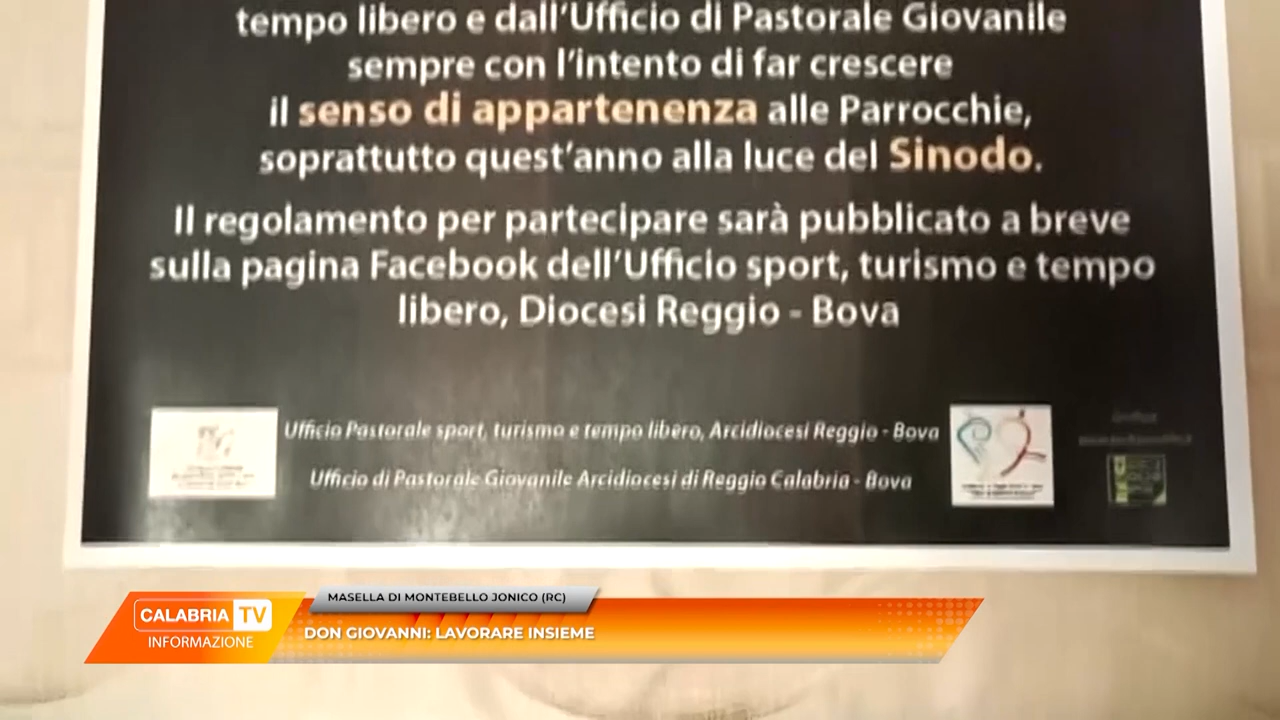 tempo libero e dall'Ufficio di Pastorale Giovanile
sempre con l'intento di far crescere
il senso di appartenenza alle Parrocchie,
soprattutto quest'anno alla luce del Sinodo.
Il regolamento per partecipare sarà pubblicato a breve
sulla pagina Facebook dell'Ufficio sport, turismo e tempo
libero, Diocesi Reggio - Bova
Ufficio Pastorale sport, turismo e tempo libero, Arcidiocesi Reggio - Bova
Ufficio di Pastorale Giovanile Arcidiocesi di Reggio Calabria - Bova
MASELLA DI MONTEBELLO JONICO (RC)
CALABRIA TV
INFORMAZIONE
DON GIOVANNI: LAVORARE INSIEME